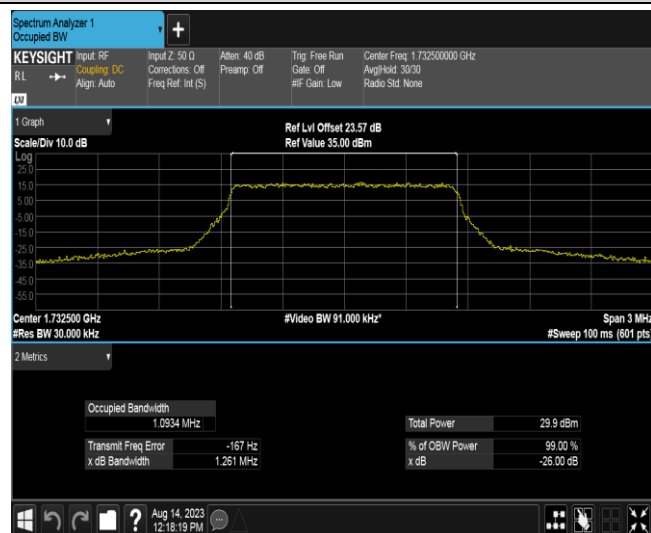 Spectrum Analyzer 1
Occupied BW
+
KEYSIGHT Input: RF Input Z: 50 Ω Atten: 40 dB Trig: Free Run Center Freq: 1.732500000 GHz
RL Coupling: DC Corrections: Off Preamp: Off Gate: Off Avg|Hold: 30/30
Align: Auto Freq Ref: Int (S) #IF Gain: Low Radio Std: None
LXI
1 Graph
Scale/Div 10.0 dB
Ref Lvl Offset 23.57 dB
Ref Value 35.00 dBm
Log
25.0
15.0
5.00
-5.00
-15.0
-25.0
-35.0
-45.0
-55.0
Center 1.732500 GHz #Video BW 91.000 kHz* Span 3 MHz
#Res BW 30.000 kHz #Sweep 100 ms (601 pts)
2 Metrics
Occupied Bandwidth
1.0934 MHz Total Power 29.9 dBm
Transmit Freq Error -167 Hz % of OBW Power 99.00 %
x dB Bandwidth 1.261 MHz x dB -26.00 dB
? Aug 14, 2023
12:18:19 PM